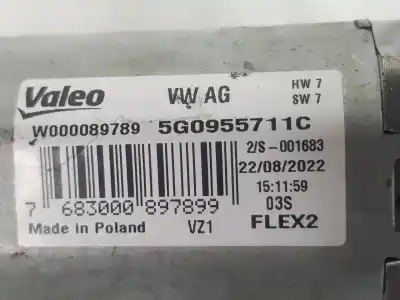 Valeo VW AG HW 7
SW 7
W000089789 5G0955711C
2/S-001683
22/08/2022
15:11:59
7 683000 897899 03S
Made in Poland VZ1 FLEX2